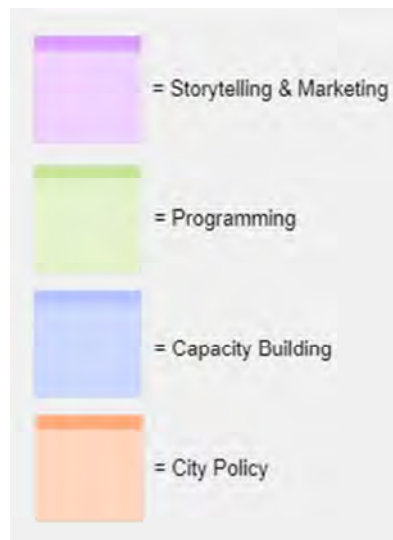 = Storytelling & Marketing
= Programming
= Capacity Building
= City Policy